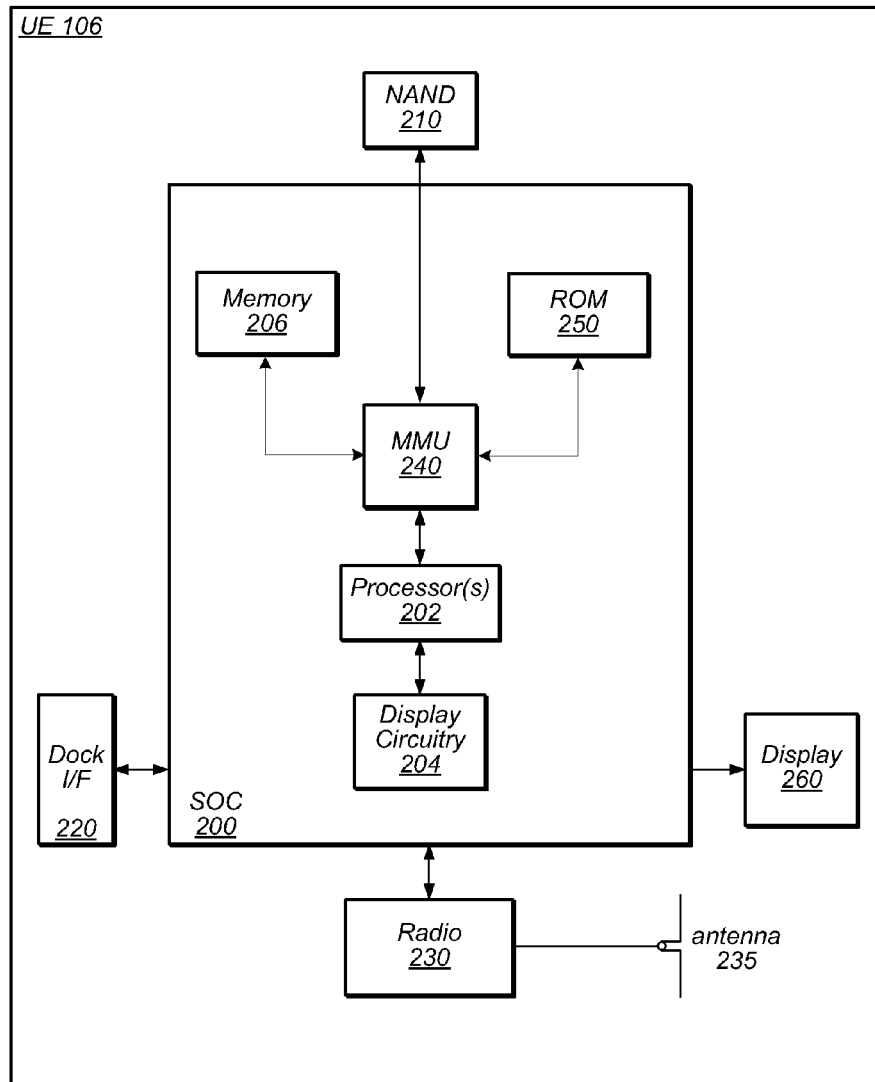 UE 106
NAND
210
Memory
206
ROM
250
MMU
240
Processor(s)
202
Display
Circuitry
204
Dock
I/F
220
SOC
200
Display
260
Radio
230
antenna
235